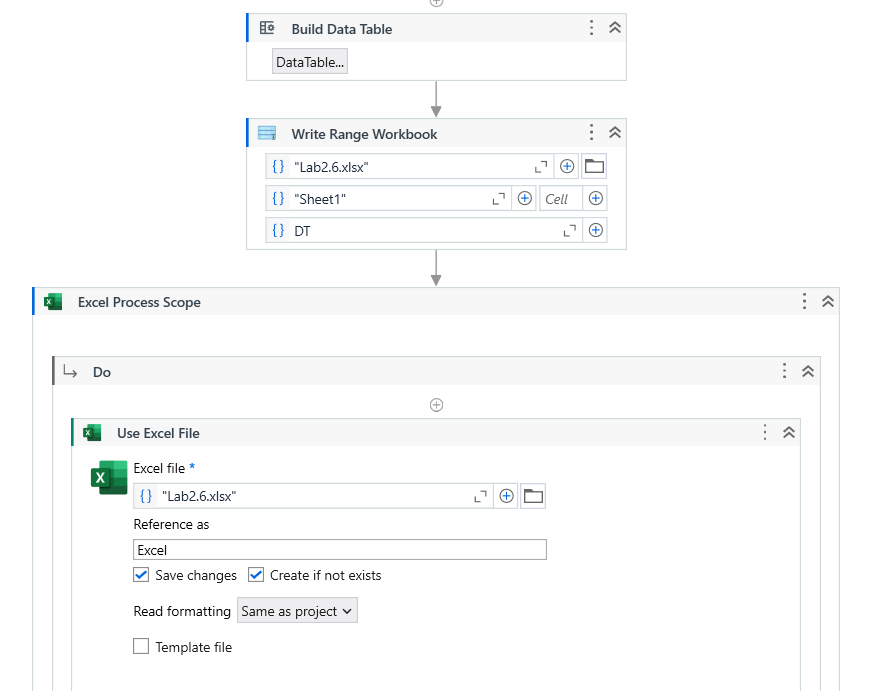 Build Data Table
DataTable...
Write Range Workbook
{} "Lab2.6.xlsx"
{} "Sheet1" Cell
{} DT
Excel Process Scope
Do
Use Excel File
Excel file *
{} "Lab2.6.xlsx"
Reference as
Excel
Save changes Create if not exists
Read formatting Same as project
Template file